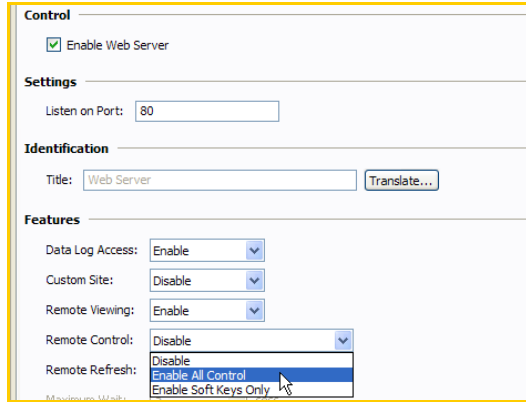 Control
Enable Web Server
Settings
Listen on Port: 80
Identification
Title: Web Server Translate...
Features
Data Log Access: Enable
Custom Site: Disable
Remote Viewing: Enable
Remote Control: Disable
Disable
Remote Refresh: Enable All Control
Enable Soft Keys Only
Maximum Wait: